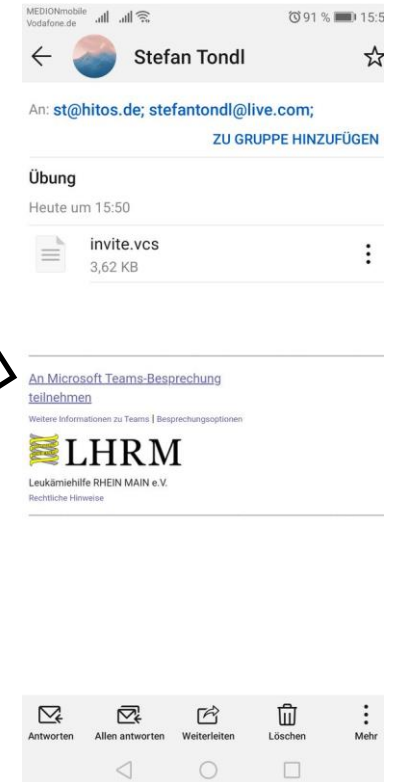 MEDIONmobile
Vodafone.de
91 % 15:5
Stefan Tondl
An: st@hitos.de; stefantondl@live.com;
ZU GRUPPE HINZUFÜGEN
Übung
Heute um 15:50
invite.vcs
3,62 KB
An Microsoft Teams-Besprechung
teilnehmen
Weitere Informationen zu Teams | Besprechungsoptionen
LHRM
Leukämiehilfe RHEIN MAIN e.V.
Rechtliche Hinweise
Antworten Allen antworten Weiterleiten Löschen Mehr